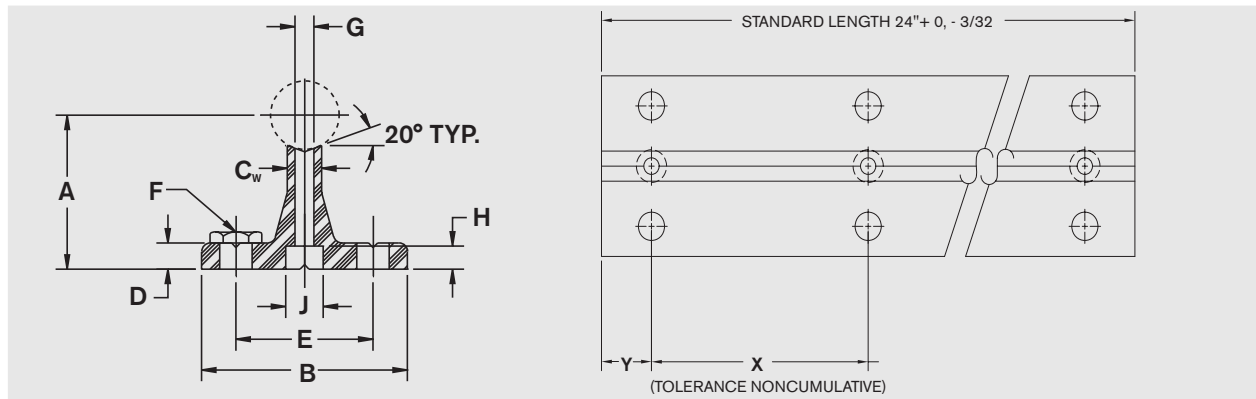 G
20° TYP.
A
Cw
F
H
D
J
E
B
STANDARD LENGTH 24"+ 0, - 3/32
Y
X
(TOLERANCE NONCUMULATIVE)